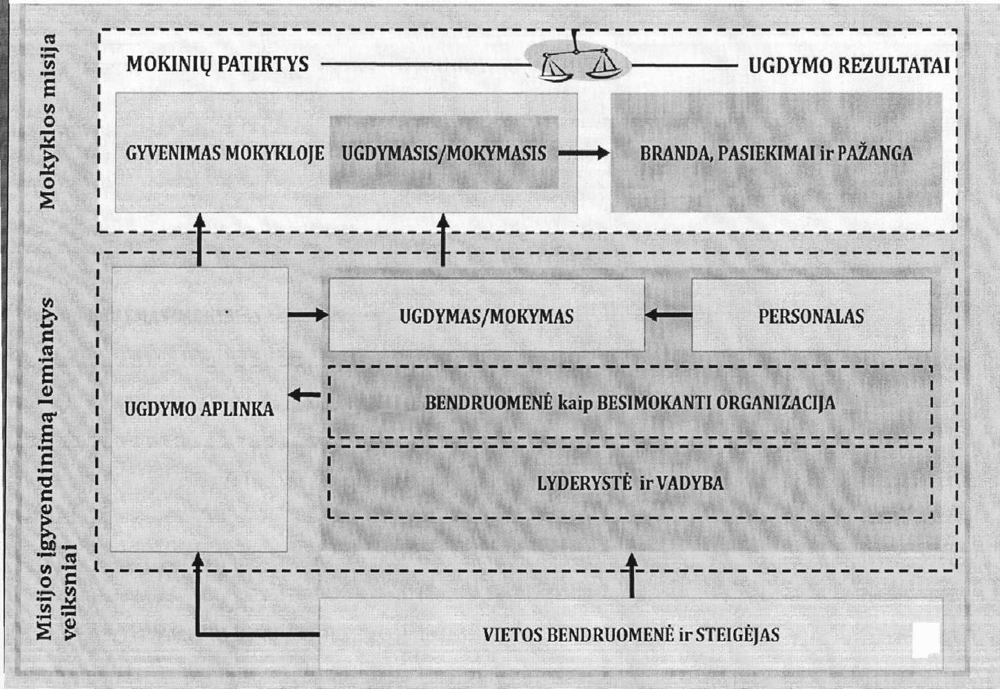 Mokyklos misija
MOKINIŲ PATIRTYS
UGDYMO REZULTATAI
GYVENIMAS MOKYKLOJE
UGDYMASIS/MOKYMASIS
BRANDA, PASIEKIMAI ir PAŽANGA
Misijos įgyvendinimą lemiantys
veiksniai
UGDYMO APLINKA
UGDYMAS/MOKYMAS
PERSONALAS
BENDRUOMENĖ kaip BESIMOKANTI ORGANIZACIJA
LYDERYSTĖ ir VADYBA
VIETOS BENDRUOMENĖ ir STEIGĖJAS